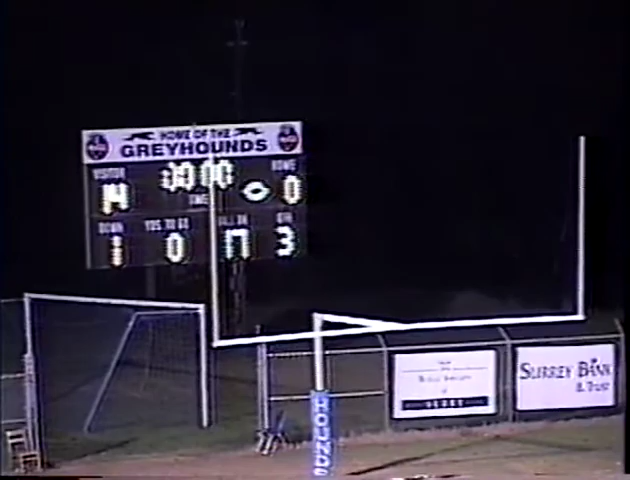 HOME OF THE
GREYHOUNDS
VISITOR HOME
14 00:00 0
TIME
DOWN YDS TO GO BALL ON QTR
1 0 17 3
HOUNDS
SURREY BANK
& TRUST